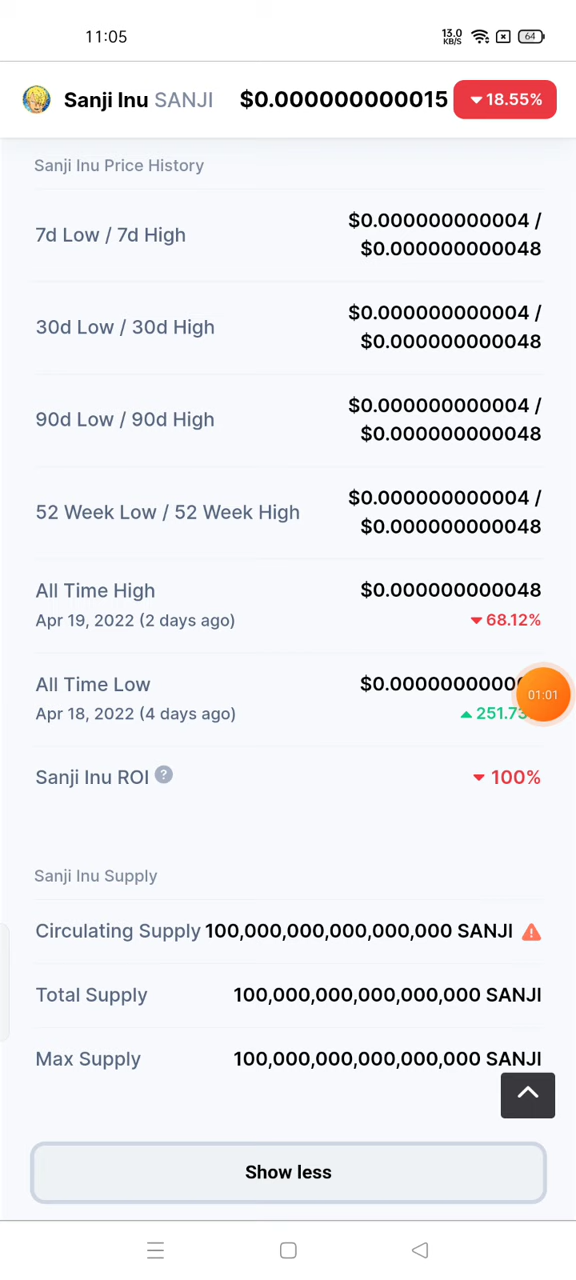 11:05 13.0 KB/S 64
Sanji Inu SANJI $0.000000000015 18.55%
Sanji Inu Price History
7d Low / 7d High $0.000000000004 /
$0.000000000048
30d Low / 30d High $0.000000000004 /
$0.000000000048
90d Low / 90d High $0.000000000004 /
$0.000000000048
52 Week Low / 52 Week High $0.000000000004 /
$0.000000000048
All Time High $0.000000000048
Apr 19, 2022 (2 days ago) 68.12%
All Time Low
01:01
Apr 18, 2022 (4 days ago)
Sanji Inu ROI ? 100%
Sanji Inu Supply
Circulating Supply 100,000,000,000,000,000 SANJI
Total Supply 100,000,000,000,000,000 SANJI
Max Supply 100,000,000,000,000,000 SANJI
Show less